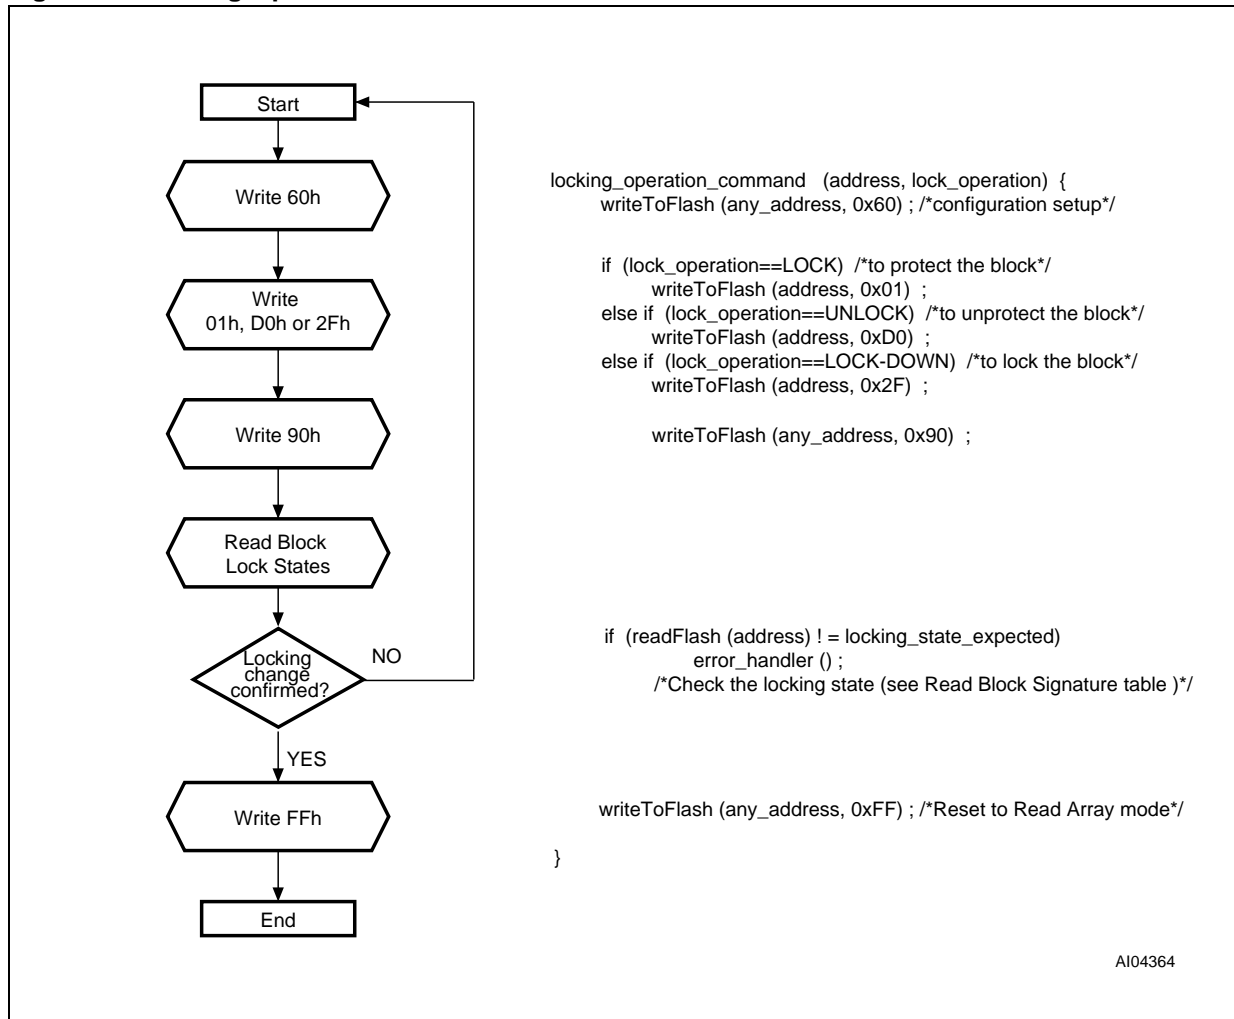 Start
Write 60h
Write
01h, D0h or 2Fh
Write 90h
Read Block
Lock States
Locking
change
confirmed?
NO
YES
Write FFh
End
locking_operation_command (address, lock_operation) {
writeToFlash (any_address, 0x60) ; /*configuration setup*/
if (lock_operation==LOCK) /*to protect the block*/
writeToFlash (address, 0x01) ;
else if (lock_operation==UNLOCK) /*to unprotect the block*/
writeToFlash (address, 0xD0) ;
else if (lock_operation==LOCK-DOWN) /*to lock the block*/
writeToFlash (address, 0x2F) ;
writeToFlash (any_address, 0x90) ;
if (readFlash (address) ! = locking_state_expected)
error_handler () ;
/*Check the locking state (see Read Block Signature table )*/
writeToFlash (any_address, 0xFF) ; /*Reset to Read Array mode*/
}
AI04364